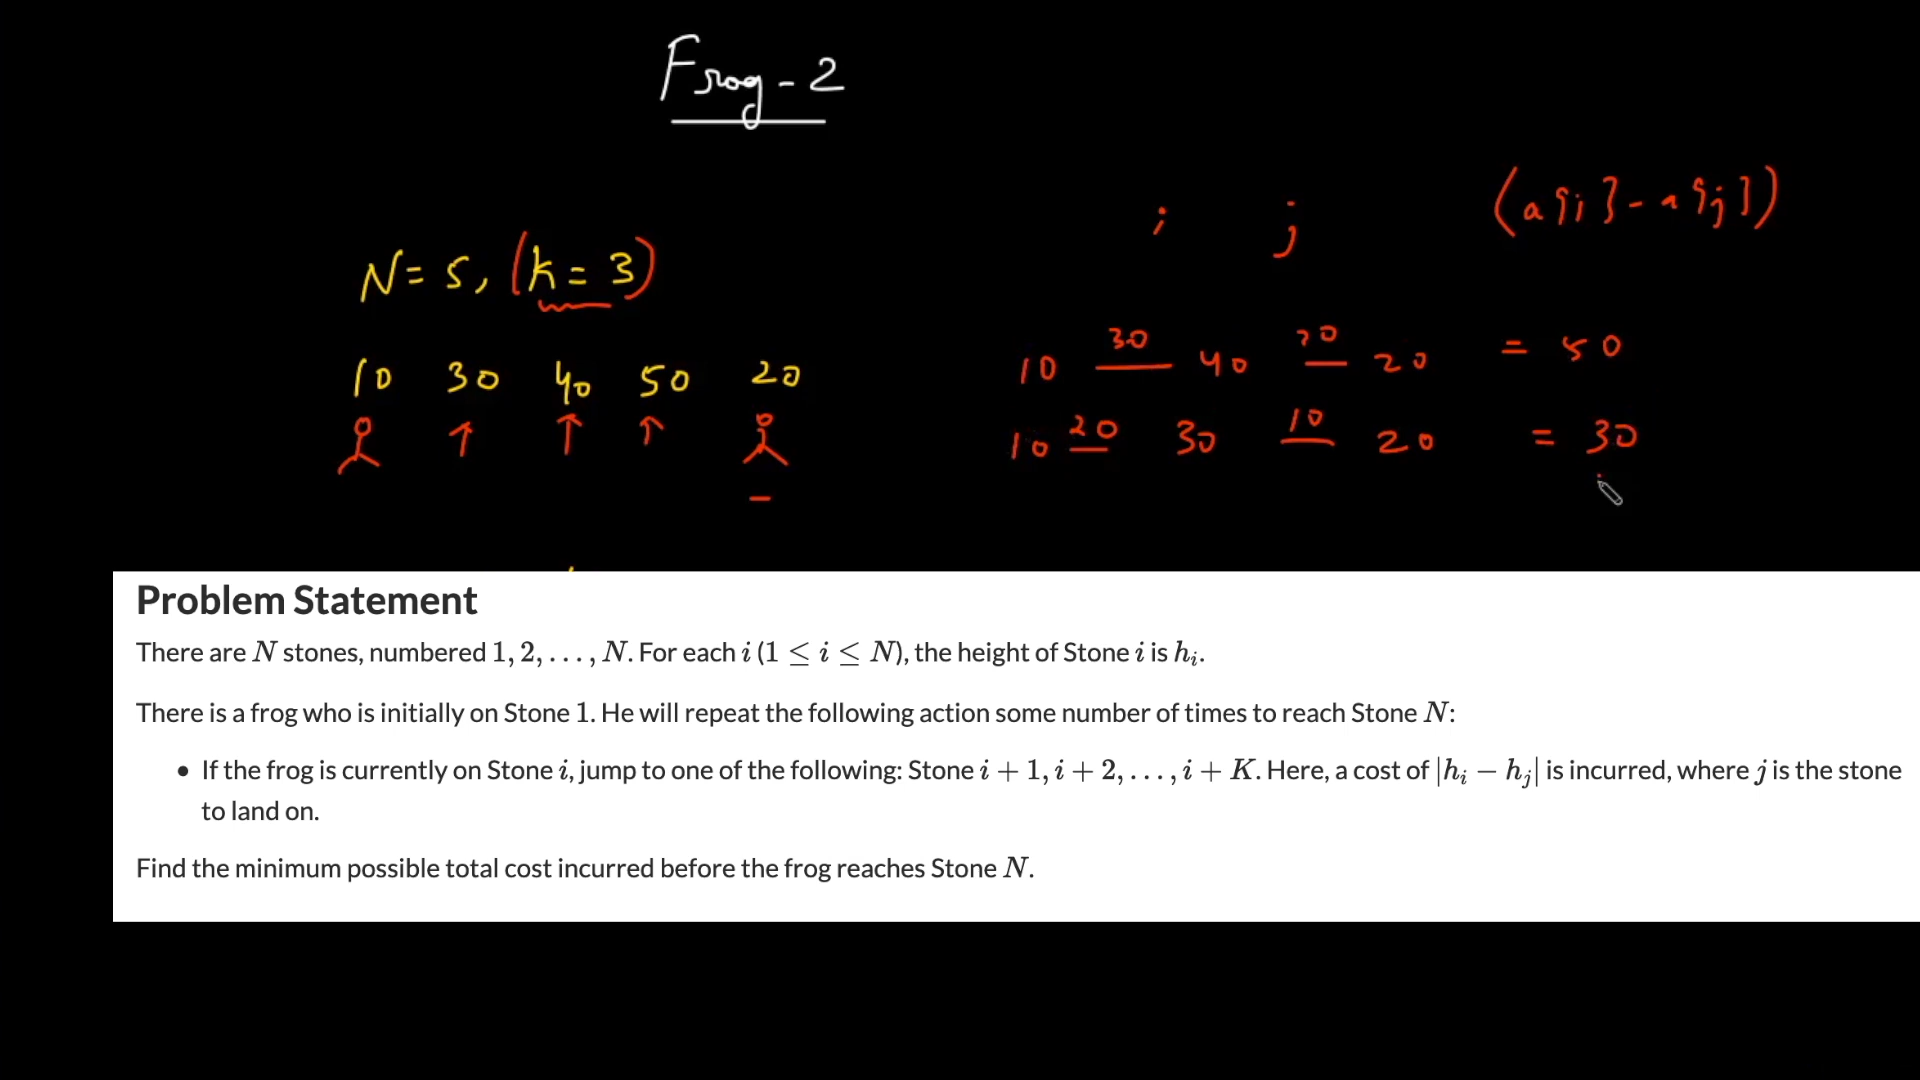 Frog - 2
i j (a[i] - a[j])
N = 5, (k = 3)
10 30 40 50 20
10 30 40 20 20 = 50
10 20 30 10 20 = 30
Problem Statement
There are N stones, numbered 1, 2, . . . , N. For each i (1 ≤ i ≤ N), the height of Stone i is hᵢ.
There is a frog who is initially on Stone 1. He will repeat the following action some number of times to reach Stone N:
• If the frog is currently on Stone i, jump to one of the following: Stone i + 1, i + 2, . . . , i + K. Here, a cost of |hᵢ − hⱼ| is incurred, where j is the stone
to land on.
Find the minimum possible total cost incurred before the frog reaches Stone N.